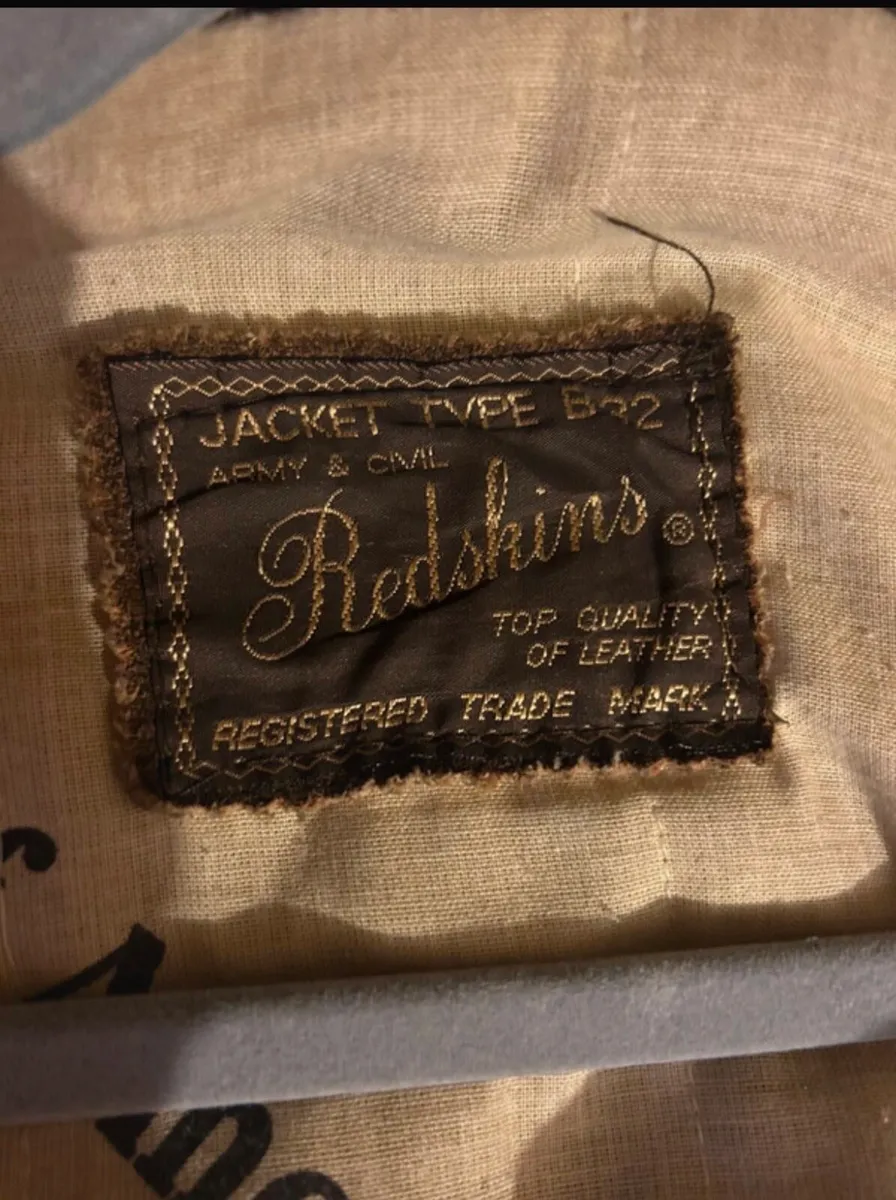 JACKET TYPE B32
ARMY & CIVIL
Redskins ®
TOP QUALITY
OF LEATHER
REGISTERED TRADE MARK